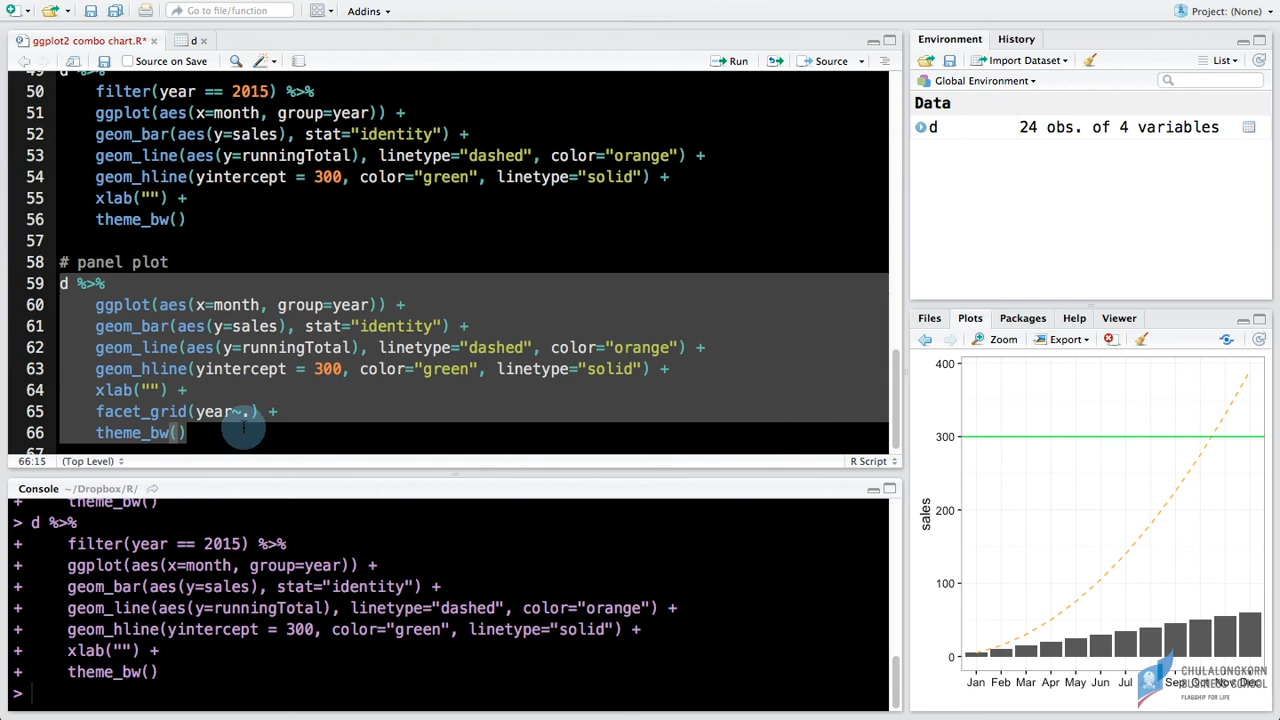 Go to file/function
Addins
Project: (None)
ggplot2 combo chart.R*
d
Source on Save
Run
Source
49 d %>%
50 filter(year == 2015) %>%
51 ggplot(aes(x=month, group=year)) +
52 geom_bar(aes(y=sales), stat="identity") +
53 geom_line(aes(y=runningTotal), linetype="dashed", color="orange") +
54 geom_hline(yintercept = 300, color="green", linetype="solid") +
55 xlab("") +
56 theme_bw()
57
58 # panel plot
59 d %>%
60 ggplot(aes(x=month, group=year)) +
61 geom_bar(aes(y=sales), stat="identity") +
62 geom_line(aes(y=runningTotal), linetype="dashed", color="orange") +
63 geom_hline(yintercept = 300, color="green", linetype="solid") +
64 xlab("") +
65 facet_grid(year~.) +
66 theme_bw()
67
66:15
(Top Level)
R Script
Console ~/Dropbox/R/
+ theme_bw()
> d %>%
+ filter(year == 2015) %>%
+ ggplot(aes(x=month, group=year)) +
+ geom_bar(aes(y=sales), stat="identity") +
+ geom_line(aes(y=runningTotal), linetype="dashed", color="orange") +
+ geom_hline(yintercept = 300, color="green", linetype="solid") +
+ xlab("") +
+ theme_bw()
>
Environment
History
Import Dataset
List
Global Environment
Data
d 24 obs. of 4 variables
Files
Plots
Packages
Help
Viewer
Zoom
Export
400
300
200
100
0
sales
Jan Feb Mar Apr May Jun Jul Sep Oct Nov Dec
CHULALONGKORN
BUSINESS SCHOOL
FLAGSHIP FOR LIFE